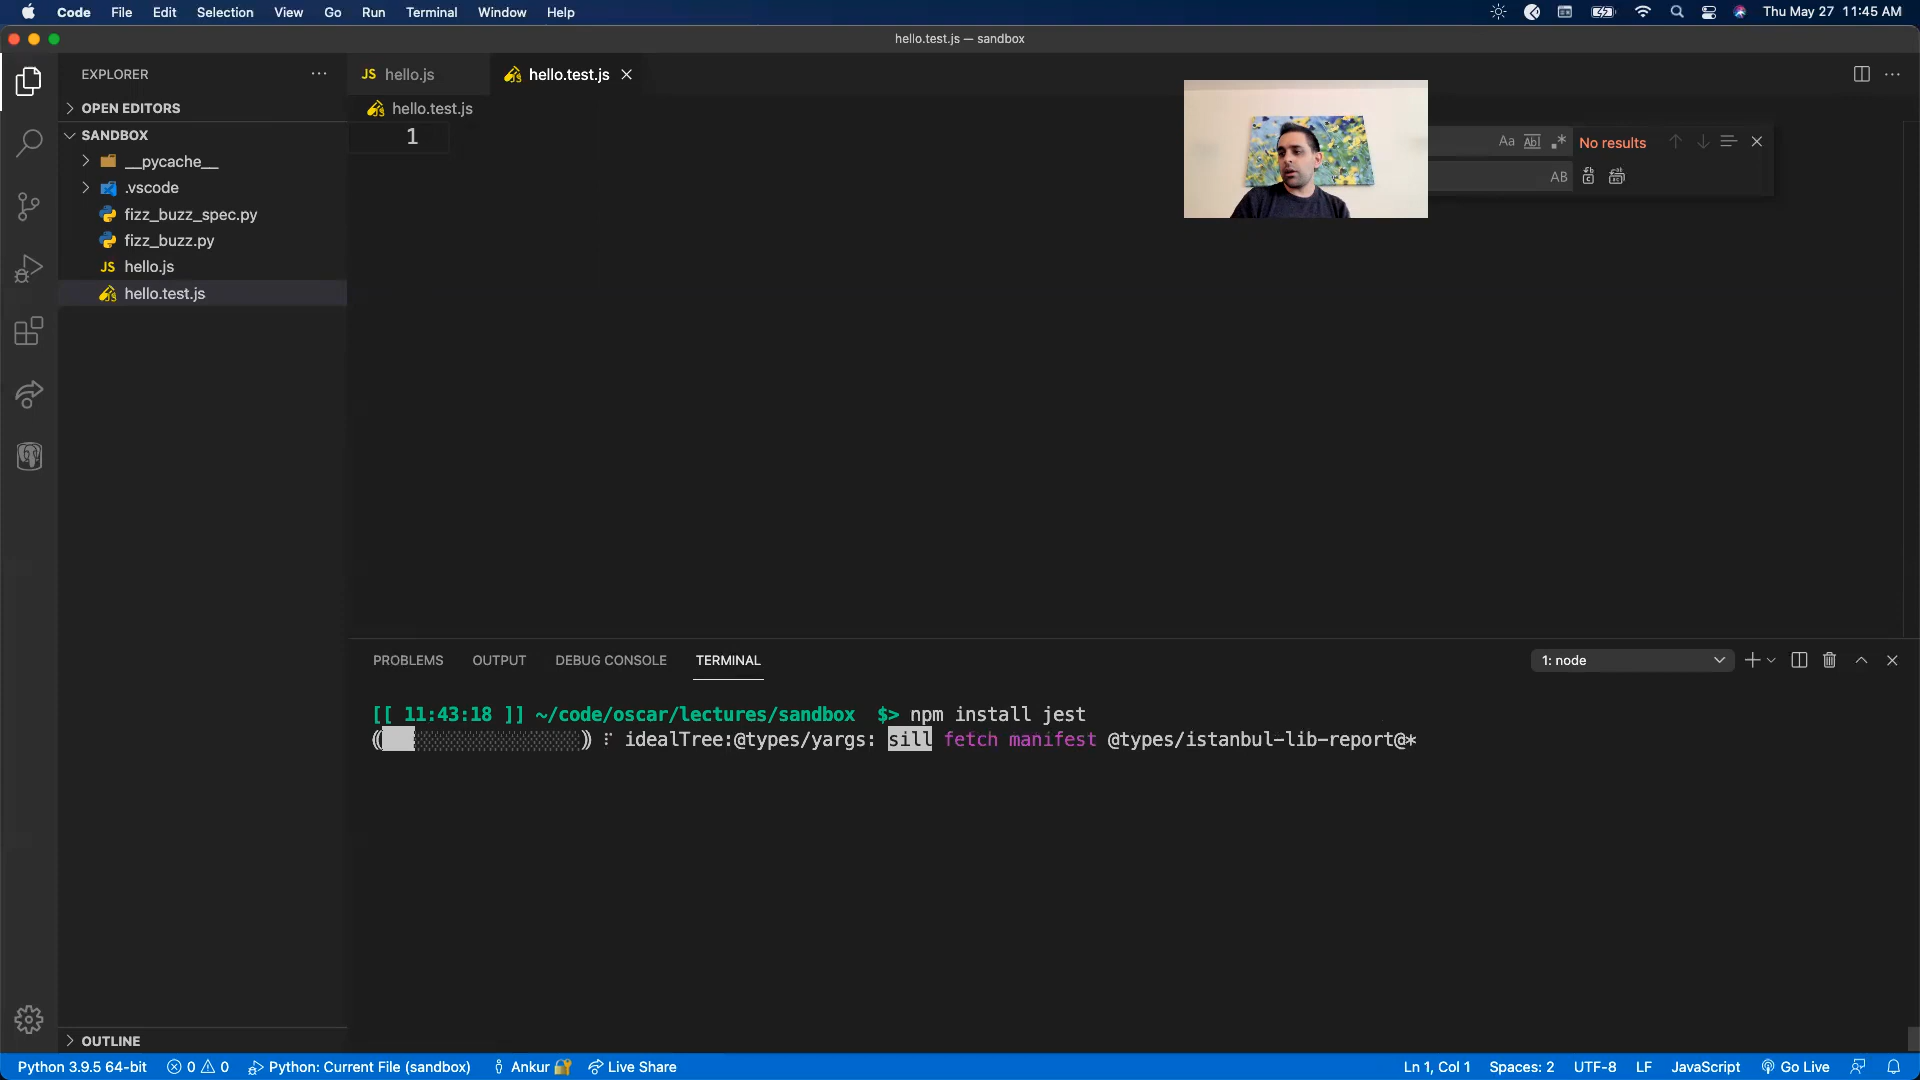 Code File Edit Selection View Go Run Terminal Window Help Thu May 27 11:45 AM
hello.test.js — sandbox
EXPLORER
JS hello.js hello.test.js
OPEN EDITORS
hello.test.js
SANDBOX
1
Aa Ab .* No results
AB
__pycache__
.vscode
fizz_buzz_spec.py
fizz_buzz.py
JS hello.js
hello.test.js
PROBLEMS OUTPUT DEBUG CONSOLE TERMINAL 1: node
[[ 11:43:18 ]] ~/code/oscar/lectures/sandbox $> npm install jest
idealTree:@types/yargs: sill fetch manifest @types/istanbul-lib-report@*
OUTLINE
Python 3.9.5 64-bit 0 0 Python: Current File (sandbox) Ankur Live Share Ln 1, Col 1 Spaces: 2 UTF-8 LF JavaScript Go Live